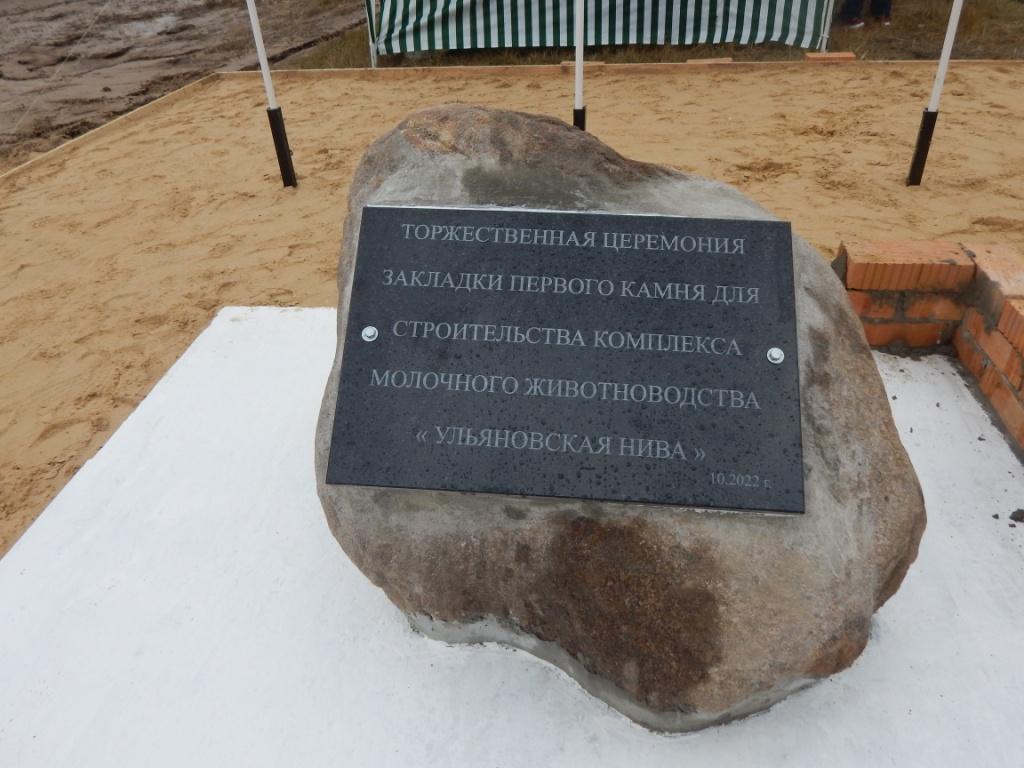 ТОРЖЕСТВЕННАЯ ЦЕРЕМОНИЯ
ЗАКЛАДКИ ПЕРВОГО КАМНЯ ДЛЯ
СТРОИТЕЛЬСТВА КОМПЛЕКСА
МОЛОЧНОГО ЖИВОТНОВОДСТВА
« УЛЬЯНОВСКАЯ НИВА »
10.2022 г.